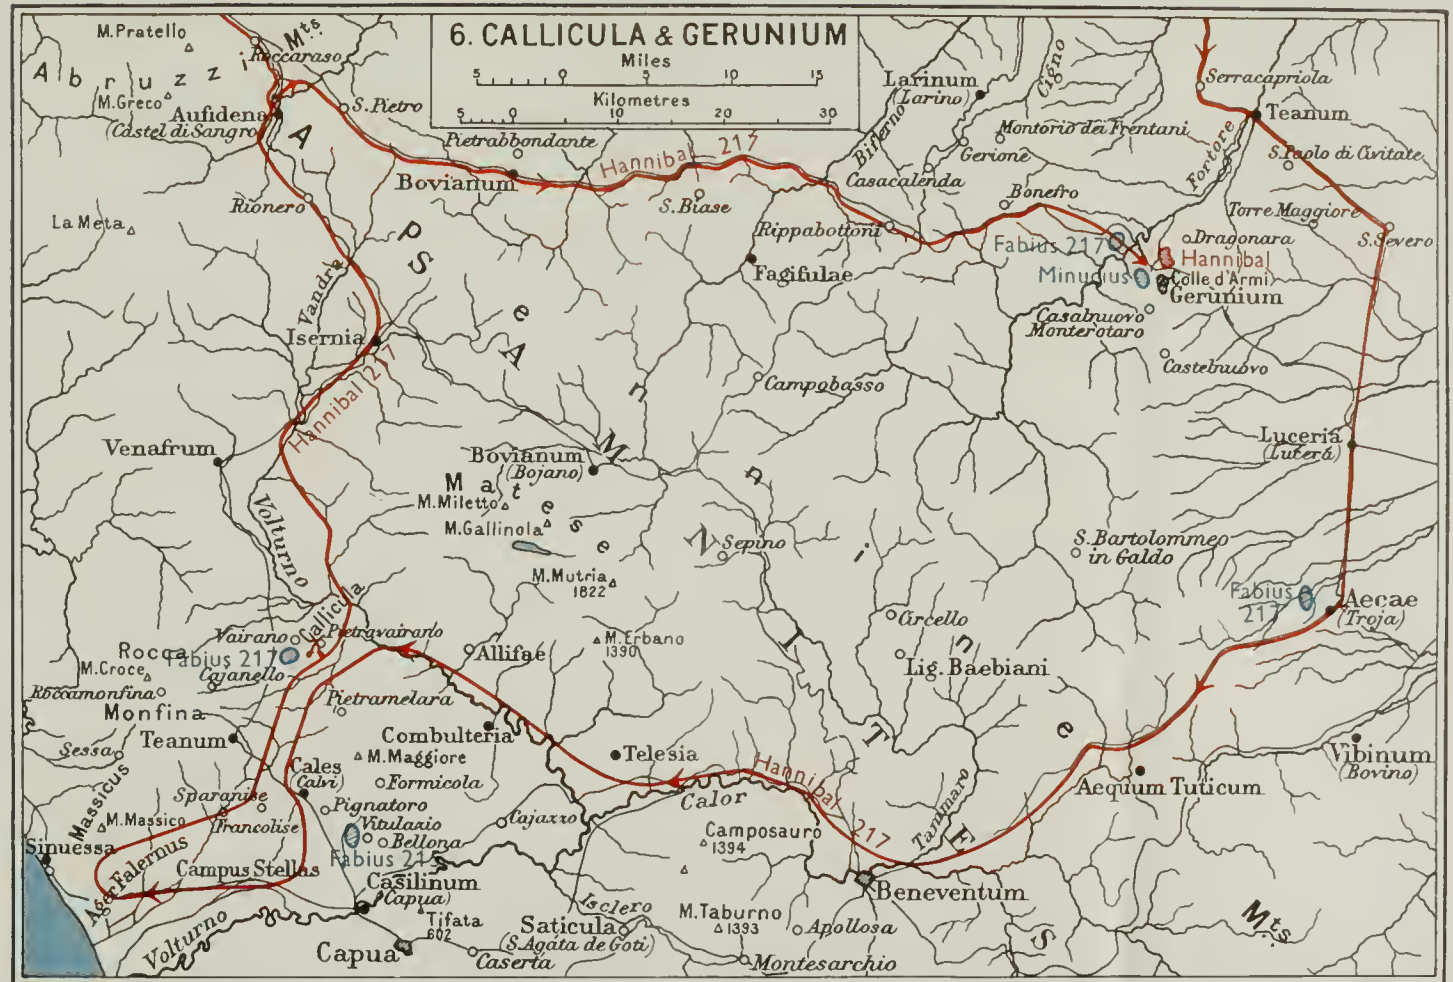 6. CALLICULA & GERUNIUM
Miles
5 0 5 10 15
Kilometres
5 0 10 20 30
M.Pratello
Roccaraso
Mts.
Abruzzi
M.Greco
Aufidena
(Castel di Sangro)
S.Pietro
Pietrabbondante
Bovianum
Hannibal 217
S.Biase
Larinum
(Larino)
Cigno
Biferno
Montorio dei Frentani
Gerione
Casacalenda
Serracapriola
Teanum
Fortore
S.Paolo di Civitate
Bonefro
Torre Maggiore
S.Severo
Rionero
La Meta
Rippabottoni
Fabius 217
Dragonara
Hannibal
Minucius
Colle d'Armi
Gerunium
Fagifulae
Casalnuovo
Monterotaro
Vandra
Isernia
Hannibal 217
Castelnuovo
Campobasso
Apennines
Mts.
SAMNITES
Venafrum
Bovianum
(Bojano)
Luceria
(Lucera)
Matese
M.Miletto
M.Gallinola
Volturno
Sepino
S.Bartolommeo
in Galdo
M.Mutria
1822
Fabius
217
Aecae
(Troja)
Callicula
Vairano
Pietravairano
Circello
Rocca
Fabius 217
M.Croce
Cajanello
Allifae
M.Erbano
1390
Lig. Baebiani
Roccamonfina
Monfina
Pietramelara
Combulteria
Teanum
Sessa
M.Maggiore
Telesia
Vibinum
(Bovino)
Cales
(Calvi)
Formicola
Hannibal 217
Aequum Tuticum
Massicus
Sparanise
Pignatoro
Calor
Tammaro
M.Massico
Francolise
Vitulazio
Cajazzo
Camposauro
1394
Sinuessa
Bellona
Fabius 217
Ager Falernus
Campus Stellas
Casilinum
(Capua)
Beneventum
Isclero
Tifata
602
M.Taburno
1393
Apollosa
Volturno
Saticula
(S.Agata de Goti)
Capua
Caserta
Montesarchio